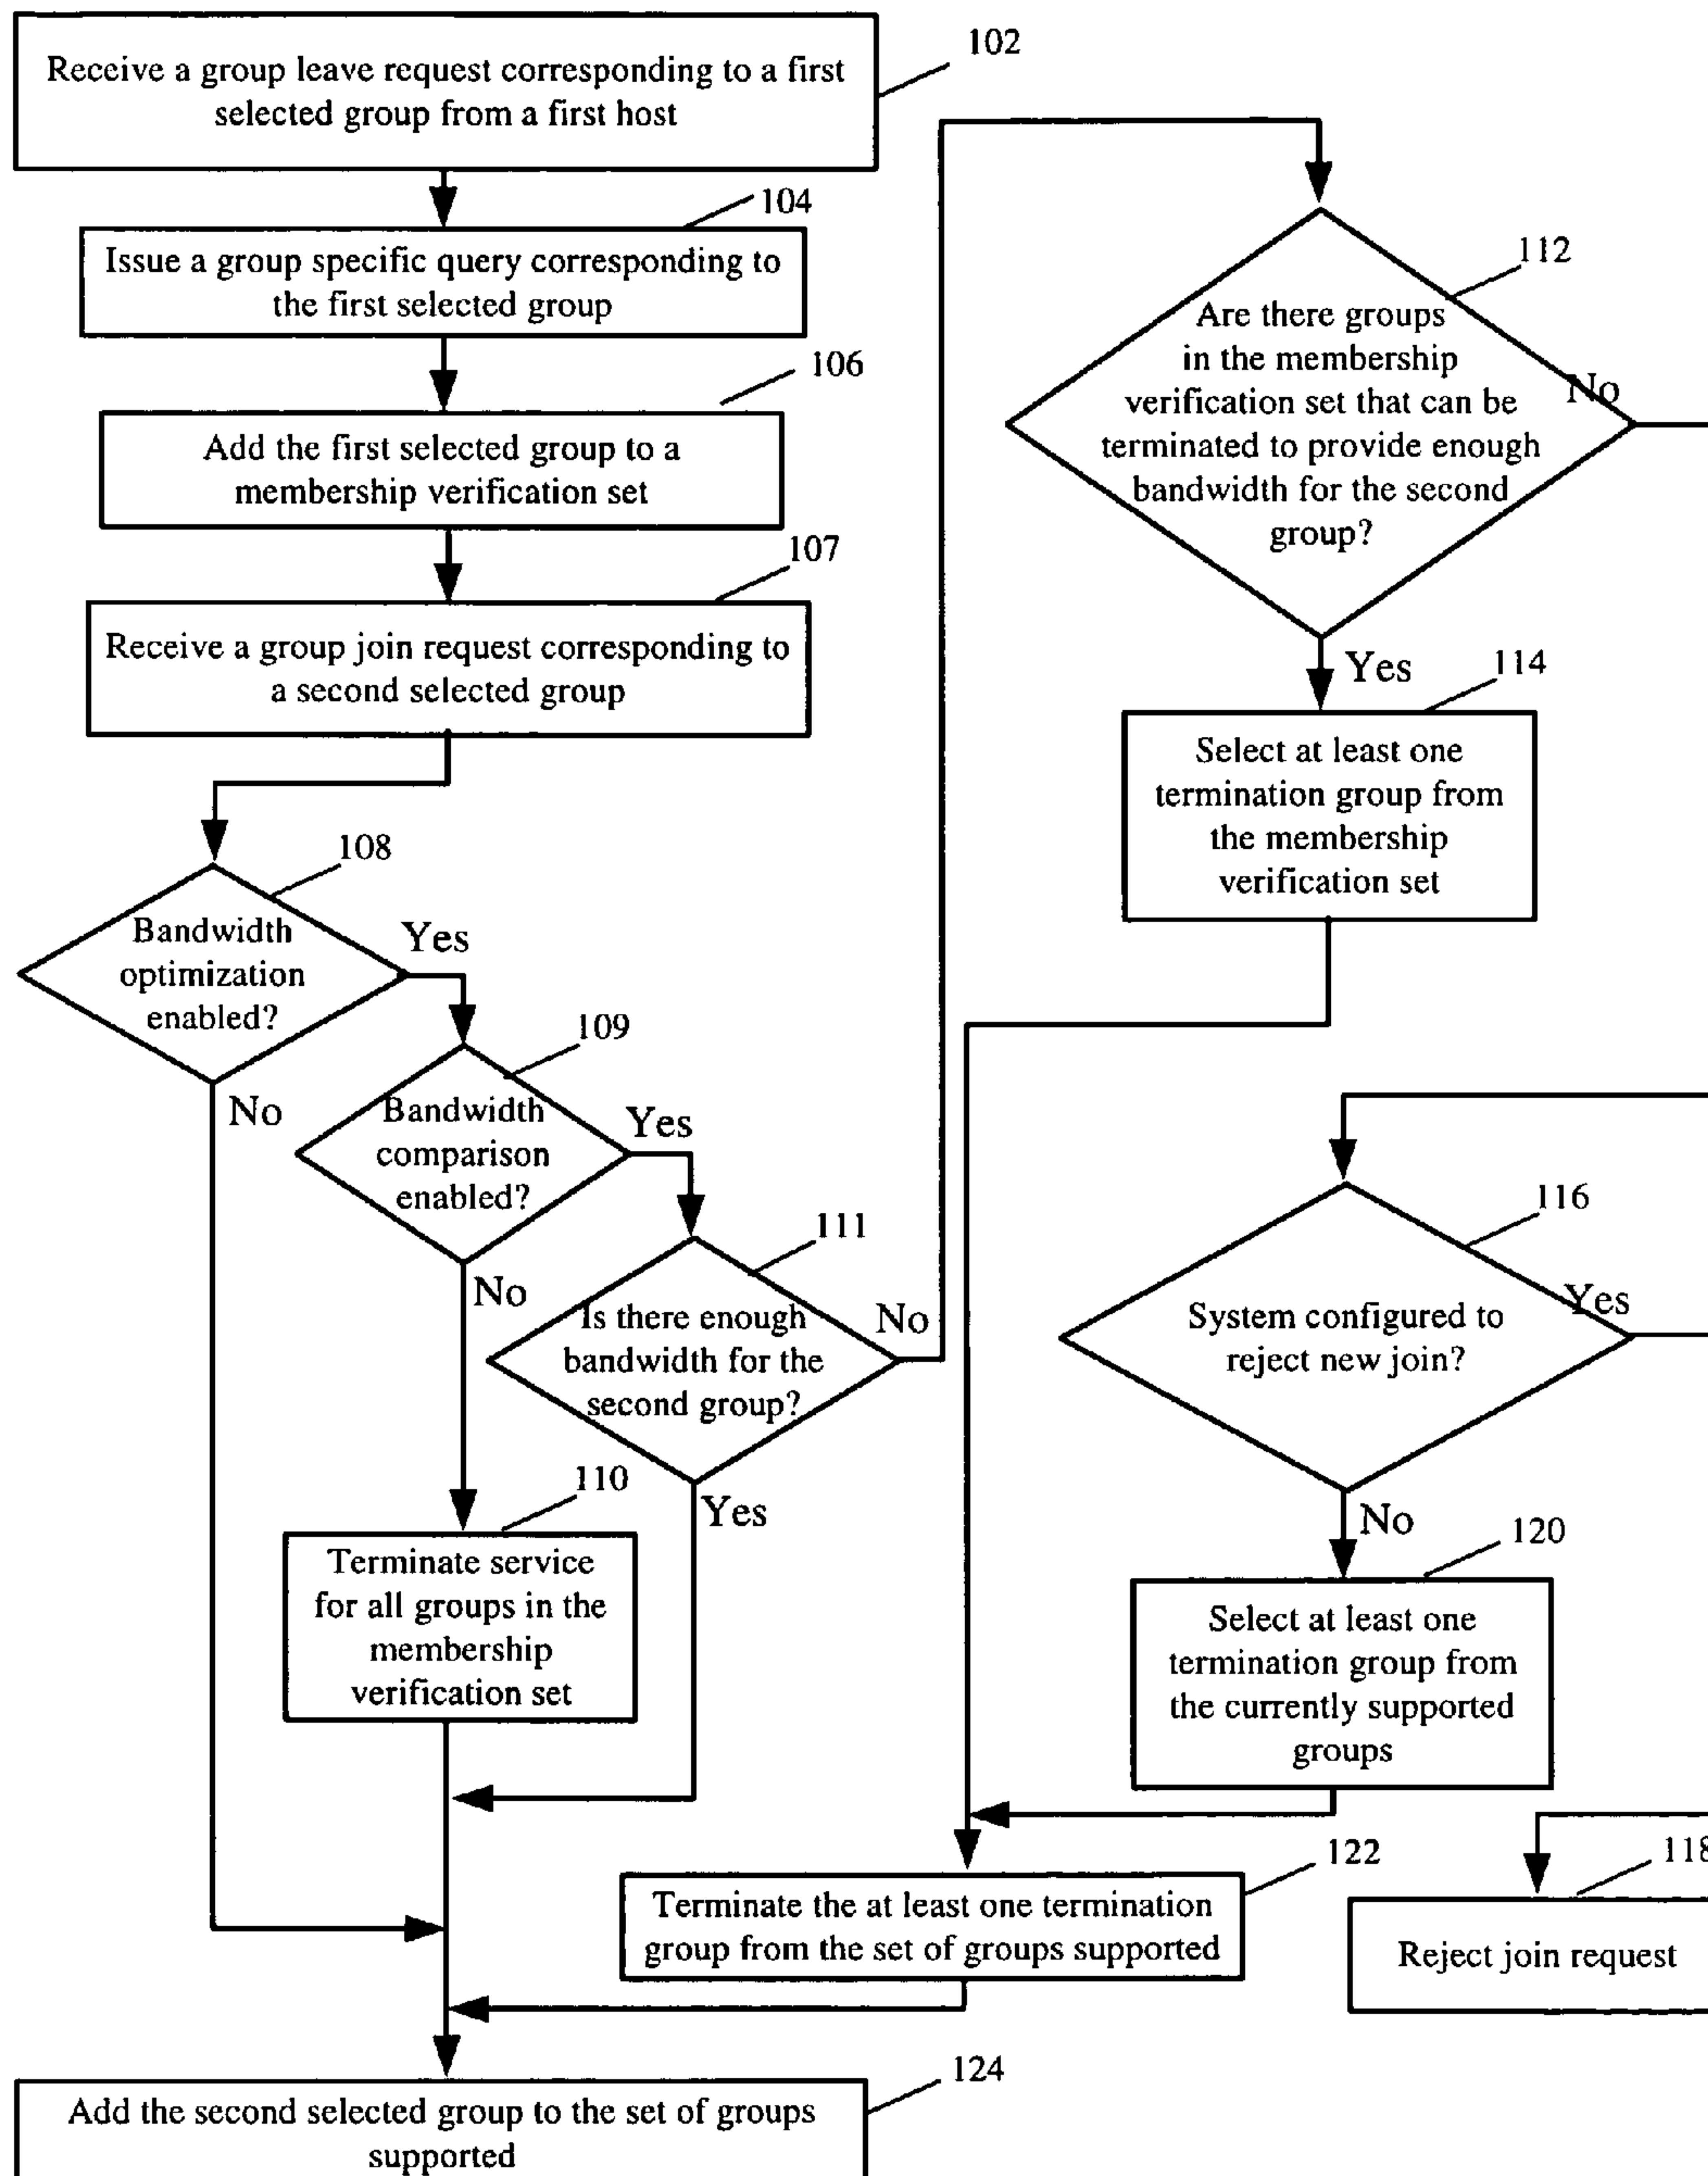 Receive a group leave request corresponding to a first
selected group from a first host
102
104
Issue a group specific query corresponding to
the first selected group
106
Add the first selected group to a
membership verification set
107
Receive a group join request corresponding to
a second selected group
108
Bandwidth
optimization
enabled?
Yes
No
109
Bandwidth
comparison
enabled?
Yes
No
111
Is there enough
bandwidth for the
second group?
No
Yes
110
Terminate service
for all groups in the
membership
verification set
112
Are there groups
in the membership
verification set that can be
terminated to provide enough
bandwidth for the second
group?
No
Yes
114
Select at least one
termination group from
the membership
verification set
116
System configured to
reject new join?
Yes
No
120
Select at least one
termination group from
the currently supported
groups
122
Terminate the at least one termination
group from the set of groups supported
118
Reject join request
124
Add the second selected group to the set of groups
supported